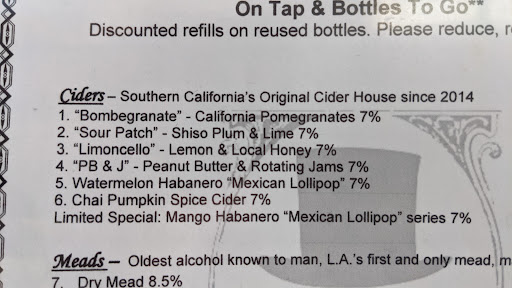 On Tap & Bottles To Go**
Discounted refills on reused bottles. Please reduce,
Ciders – Southern California's Original Cider House since 2014
1. "Bombegranate" - California Pomegranates 7%
2. "Sour Patch" - Shiso Plum & Lime 7%
3. "Limoncello" - Lemon & Local Honey 7%
4. "PB & J" - Peanut Butter & Rotating Jams 7%
5. Watermelon Habanero "Mexican Lollipop" 7%
6. Chai Pumpkin Spice Cider 7%
Limited Special: Mango Habanero "Mexican Lollipop" series 7%
Meads – Oldest alcohol known to man, L.A.'s first and only mead,
7. Dry Mead 8.5%